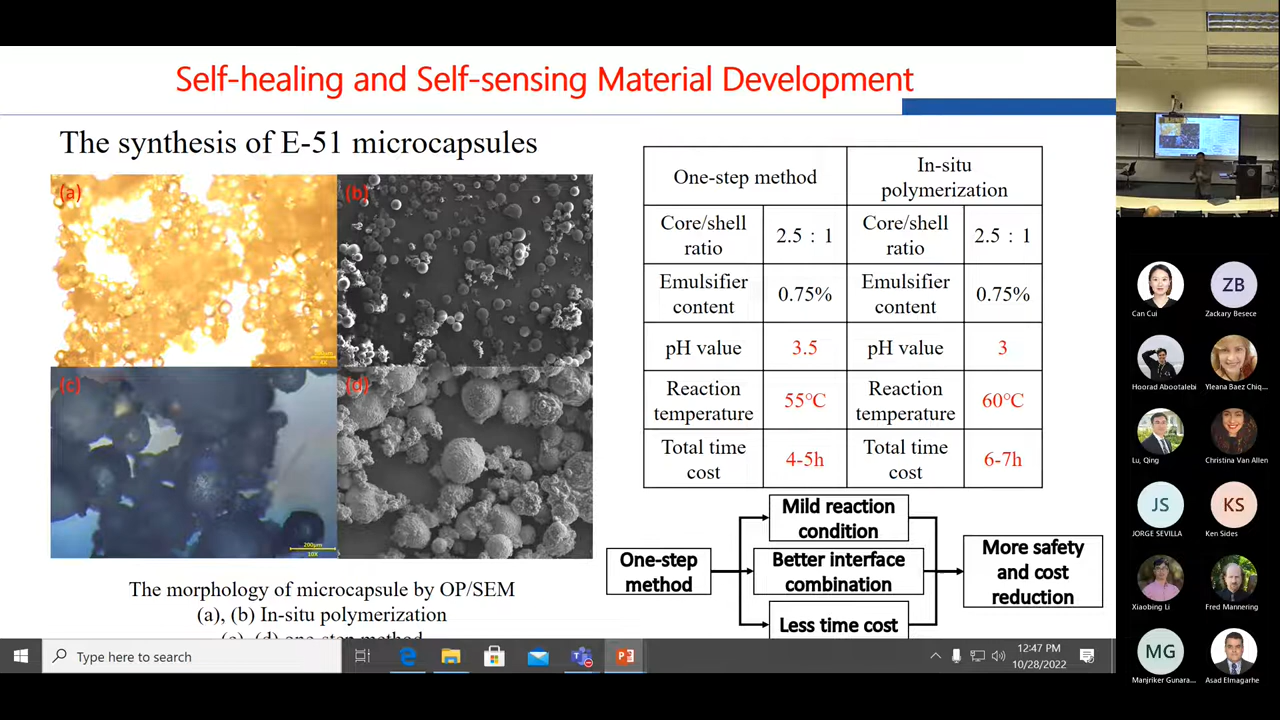 Self-healing and Self-sensing Material Development
The synthesis of E-51 microcapsules
(a)
(b)
(c)
(d)
200μm
10X
The morphology of microcapsule by OP/SEM
(a), (b) In-situ polymerization
(c), (d) one-step method
One-step method
In-situ
polymerization
Core/shell
ratio
2.5 : 1
Core/shell
ratio
2.5 : 1
Emulsifier
content
0.75%
Emulsifier
content
0.75%
pH value
3.5
pH value
3
Reaction
temperature
55℃
Reaction
temperature
60℃
Total time
cost
4-5h
Total time
cost
6-7h
One-step
method
Mild reaction
condition
Better interface
combination
Less time cost
More safety
and cost
reduction
Type here to search
12:47 PM
10/28/2022
Can Cui
ZB
Zackary Besece
Hoorad Abootalebi
Yleana Baez Chiq...
Lu, Qing
Christina Van Allen
JS
JORGE SEVILLA
KS
Ken Sides
Xiaobing Li
Fred Mannering
MG
Manjriker Gunara...
Asad Elmagarhe